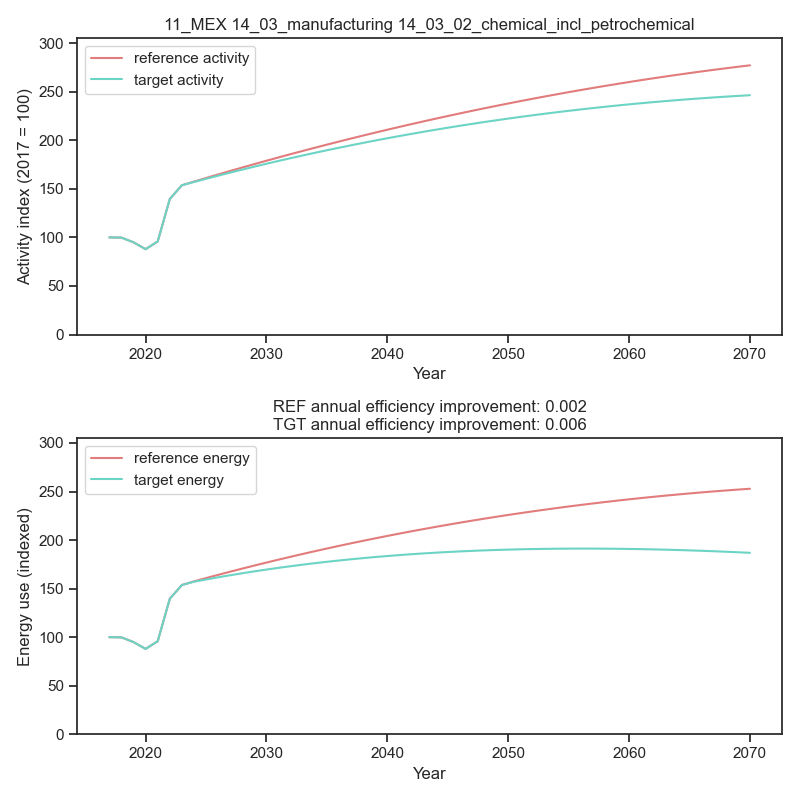 11_MEX 14_03_manufacturing 14_03_02_chemical_incl_petrochemical
300
250
200
150
100
50
0
Activity index (2017 = 100)
reference activity
target activity
2020 2030 2040 2050 2060 2070
Year
REF annual efficiency improvement: 0.002
TGT annual efficiency improvement: 0.006
300
250
200
150
100
50
0
Energy use (indexed)
reference energy
target energy
2020 2030 2040 2050 2060 2070
Year